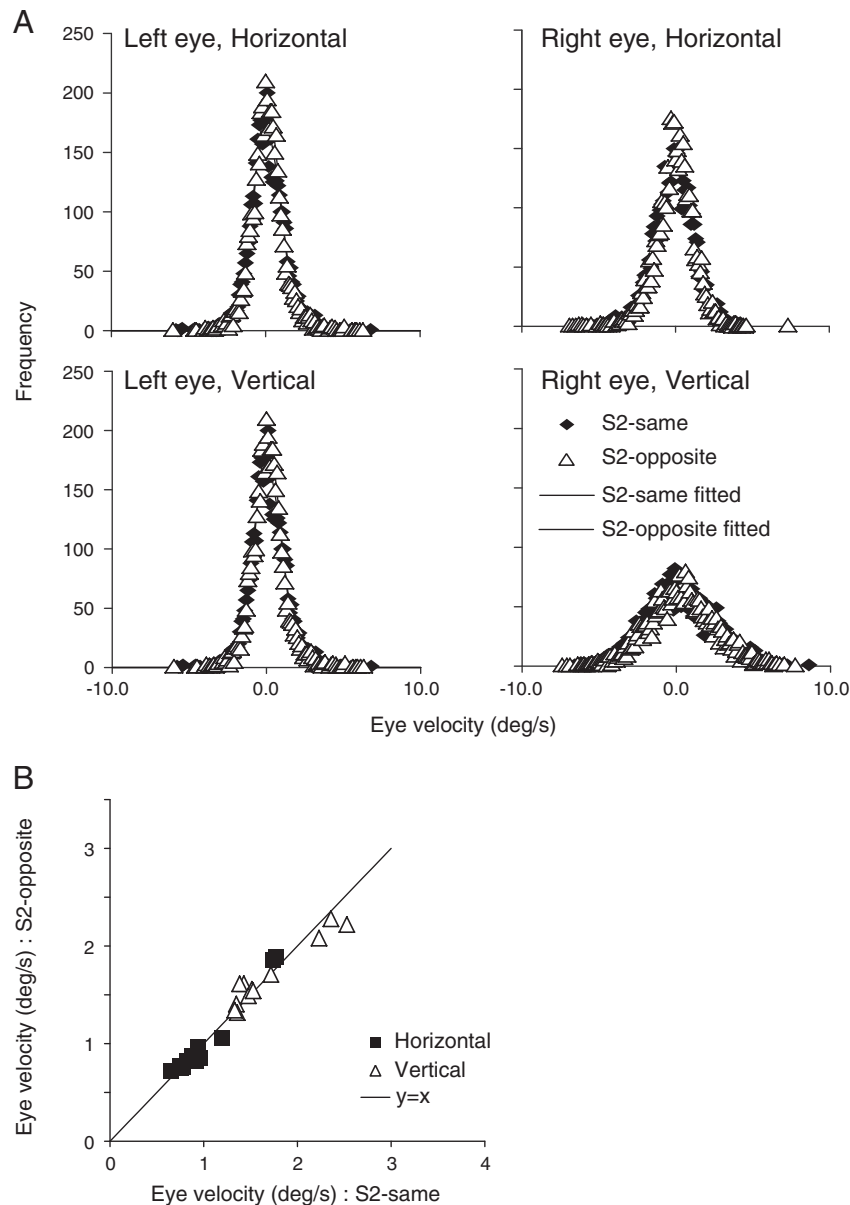 A
Left eye, Horizontal
Right eye, Horizontal
250
200
150
100
50
0
Frequency
Left eye, Vertical
Right eye, Vertical
250
200
150
100
50
0
S2-same
S2-opposite
S2-same fitted
S2-opposite fitted
-10.0 0.0 10.0
-10.0 0.0 10.0
Eye velocity (deg/s)
B
Eye velocity (deg/s) : S2-opposite
3
2
1
0
Horizontal
Vertical
y=x
0 1 2 3 4
Eye velocity (deg/s) : S2-same